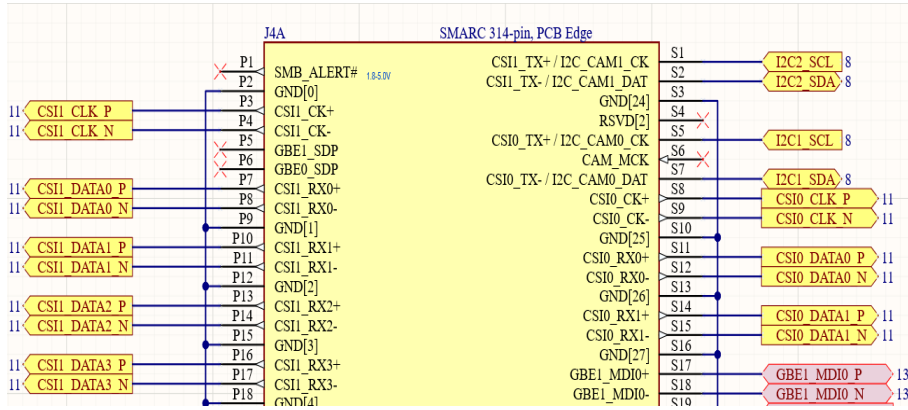 J4A SMARC 314-pin, PCB Edge
P1 SMB_ALERT# 1.8-5.0V
P2 GND[0]
11 CSI1_CLK_P P3 CSI1_CK+
11 CSI1_CLK_N P4 CSI1_CK-
P5 GBE1_SDP
P6 GBE0_SDP
11 CSI1_DATA0_P P7 CSI1_RX0+
11 CSI1_DATA0_N P8 CSI1_RX0-
P9 GND[1]
11 CSI1_DATA1_P P10 CSI1_RX1+
11 CSI1_DATA1_N P11 CSI1_RX1-
P12 GND[2]
11 CSI1_DATA2_P P13 CSI1_RX2+
11 CSI1_DATA2_N P14 CSI1_RX2-
P15 GND[3]
11 CSI1_DATA3_P P16 CSI1_RX3+
11 CSI1_DATA3_N P17 CSI1_RX3-
P18 GND[4]
CSI1_TX+ / I2C_CAM1_CK S1 I2C2_SCL 8
CSI1_TX- / I2C_CAM1_DAT S2 I2C2_SDA 8
GND[24] S3
RSVD[2] S4
CSI0_TX+ / I2C_CAM0_CK S5 I2C1_SCL 8
CAM_MCK S6
CSI0_TX- / I2C_CAM0_DAT S7 I2C1_SDA 8
CSI0_CK+ S8 CSI0_CLK_P 11
CSI0_CK- S9 CSI0_CLK_N 11
GND[25] S10
CSI0_RX0+ S11 CSI0_DATA0_P 11
CSI0_RX0- S12 CSI0_DATA0_N 11
GND[26] S13
CSI0_RX1+ S14 CSI0_DATA1_P 11
CSI0_RX1- S15 CSI0_DATA1_N 11
GND[27] S16
GBE1_MDI0+ S17 GBE1_MDI0_P 13
GBE1_MDI0- S18 GBE1_MDI0_N 13
S19